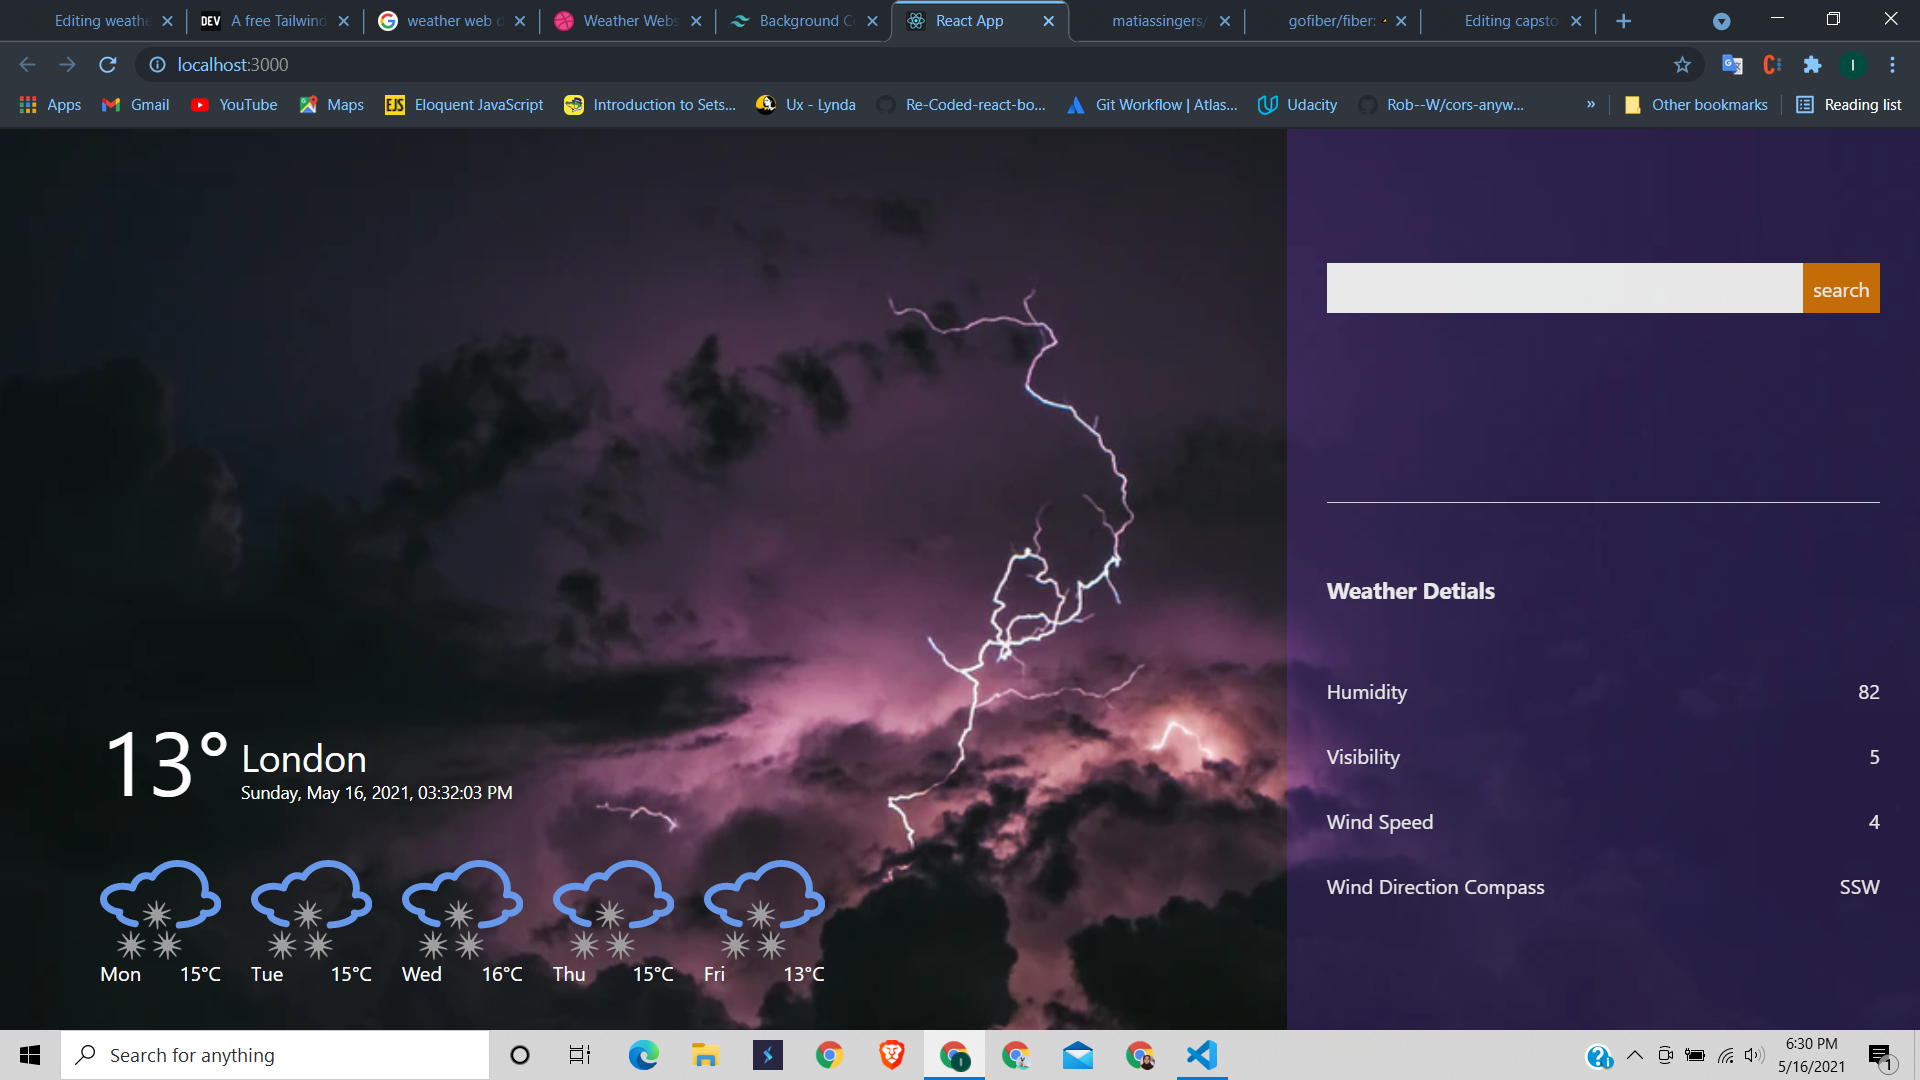 Editing weathe
DEV A free Tailwind
weather web d
Weather Webs
Background Co
React App
matiassingers/
gofiber/fiber:
Editing capsto
localhost:3000
I
Apps Gmail YouTube Maps EJS Eloquent JavaScript Introduction to Sets... Ux - Lynda Re-Coded-react-bo... Git Workflow | Atlas... Udacity Rob--W/cors-anyw... » Other bookmarks Reading list
search
Weather Detials
Humidity 82
Visibility 5
Wind Speed 4
Wind Direction Compass SSW
13° London
Sunday, May 16, 2021, 03:32:03 PM
Mon 15°C Tue 15°C Wed 16°C Thu 15°C Fri 13°C
Search for anything
6:30 PM
5/16/2021
1